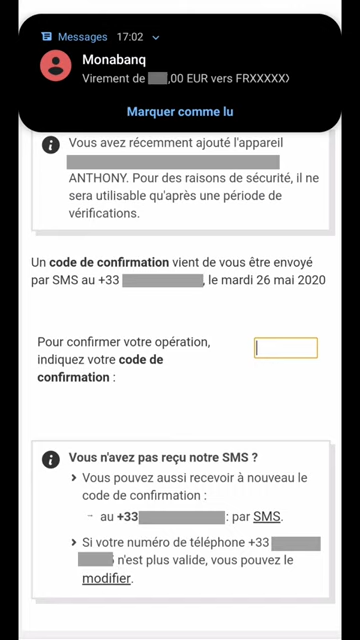 Messages 17:02
Monabanq
Virement de ,00 EUR vers FRXXXXX
Marquer comme lu
Vous avez récemment ajouté l'appareil
ANTHONY. Pour des raisons de sécurité, il ne
sera utilisable qu'après une période de
vérifications.
Un code de confirmation vient de vous être envoyé
par SMS au +33 , le mardi 26 mai 2020
Pour confirmer votre opération,
indiquez votre code de
confirmation :
Vous n'avez pas reçu notre SMS ?
Vous pouvez aussi recevoir à nouveau le
code de confirmation :
au +33 : par SMS.
Si votre numéro de téléphone +33
n'est plus valide, vous pouvez le
modifier.